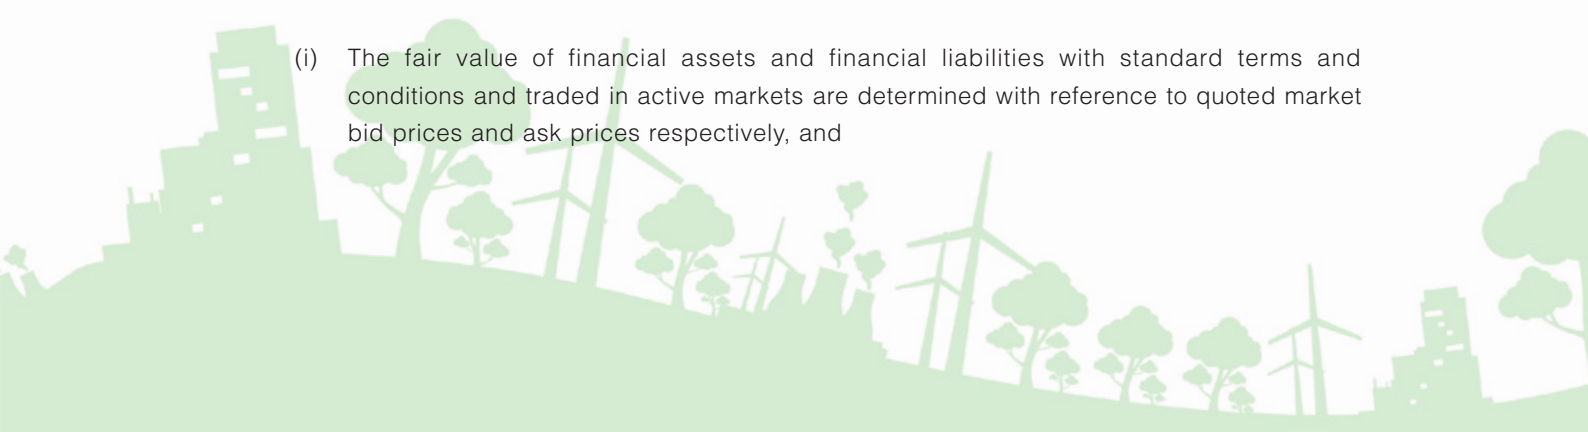 (i) The fair value of financial assets and financial liabilities with standard terms and
conditions and traded in active markets are determined with reference to quoted market
bid prices and ask prices respectively, and